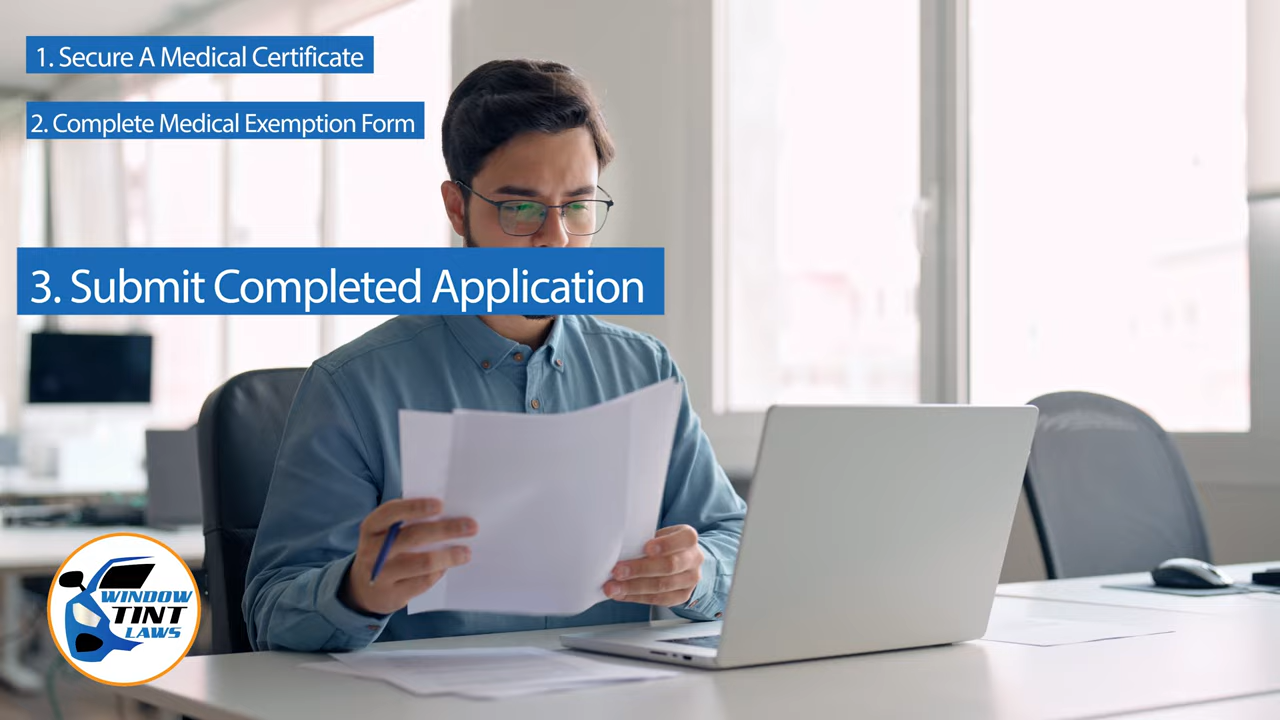 1. Secure A Medical Certificate
2. Complete Medical Exemption Form
3. Submit Completed Application
WINDOW
TINT
LAWS